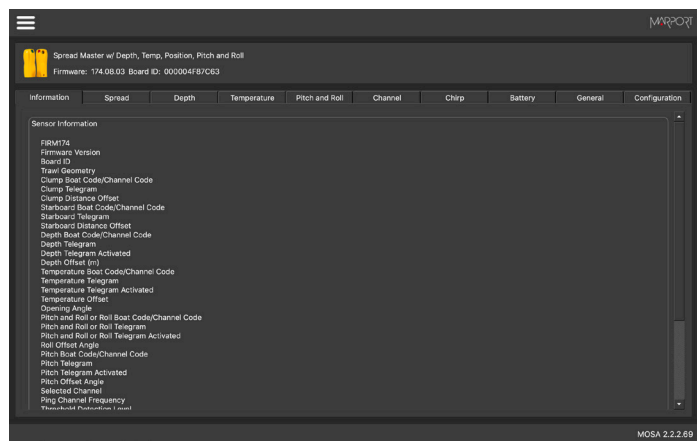 MARPORT
Spread Master w/ Depth, Temp, Position, Pitch and Roll
Firmware: 174.08.03 Board ID: 000004F87C63
Information Spread Depth Temperature Pitch and Roll Channel Chirp Battery General Configuration
Sensor Information
FIRM174
Firmware Version
Board ID
Trawl Geometry
Clump Boat Code/Channel Code
Clump Telegram
Clump Distance Offset
Starboard Boat Code/Channel Code
Starboard Telegram
Starboard Distance Offset
Depth Boat Code/Channel Code
Depth Telegram
Depth Telegram Activated
Depth Offset (m)
Temperature Boat Code/Channel Code
Temperature Telegram
Temperature Telegram Activated
Temperature Offset
Opening Angle
Pitch and Roll or Roll Boat Code/Channel Code
Pitch and Roll or Roll Telegram
Pitch and Roll or Roll Telegram Activated
Roll Offset Angle
Pitch Boat Code/Channel Code
Pitch Telegram
Pitch Telegram Activated
Pitch Offset Angle
Selected Channel
Ping Channel Frequency
Threshold Detection Level
MOSA 2.2.2.69